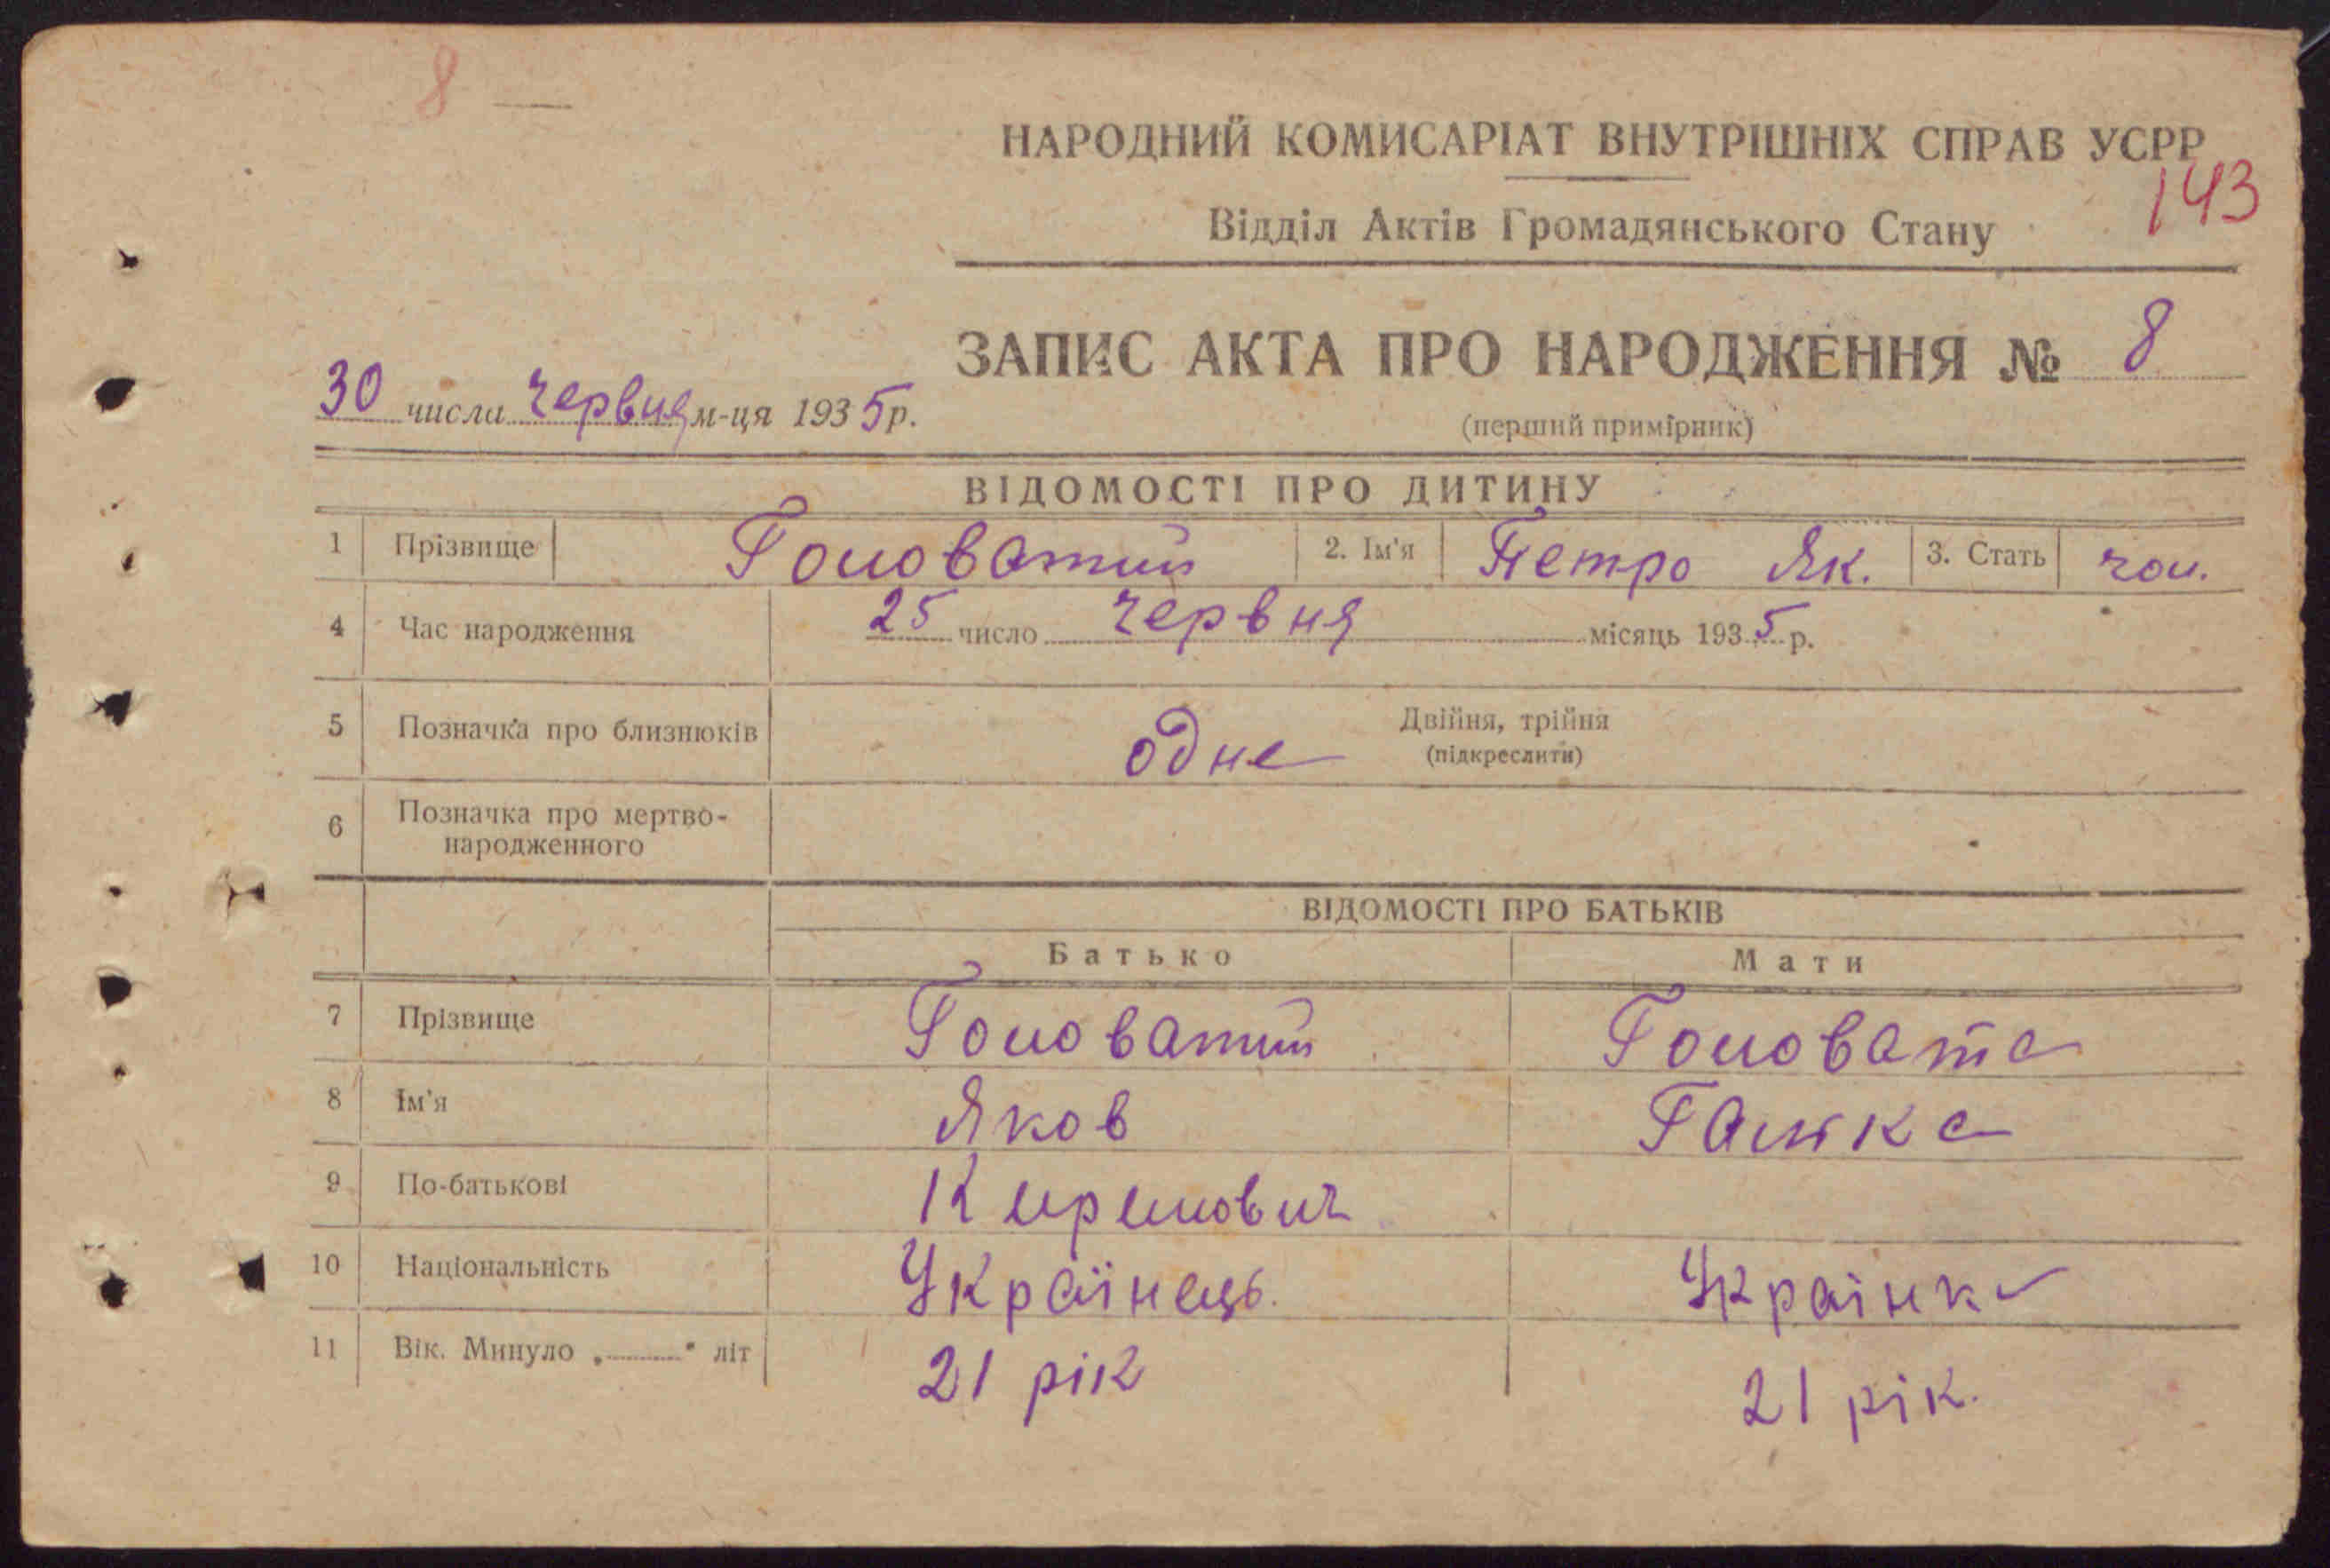 8
НАРОДНИЙ КОМИСАРІАТ ВНУТРІШНІХ СПРАВ УСРР
143
Відділ Актів Громадянського Стану
ЗАПИС АКТА ПРО НАРОДЖЕННЯ № 8
30 числа червня м-ця 1935 р.
(перший примірник)
ВІДОМОСТІ ПРО ДИТИНУ
1 Прізвище Головатий 2. Ім'я Петро Як. 3. Стать чол.
4 Час народження 25 число червня місяць 1935 р.
5 Позначка про близнюків одне Двійня, трійня
(підкреслити)
6 Позначка про мертво-
народженного
ВІДОМОСТІ ПРО БАТЬКІВ
Батько Мати
7 Прізвище Головатий Головата
8 Ім'я Яков Галька
9 По-батькові Кирилович
10 Національність Українець. Українка
11 Вік. Минуло „ " літ 21 рік 21 рік.